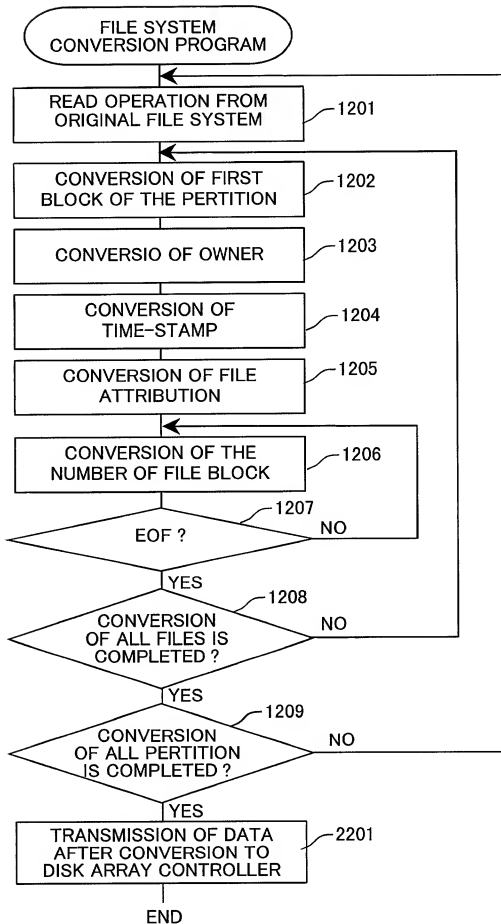 FILE SYSTEM
CONVERSION PROGRAM
READ OPERATION FROM
ORIGINAL FILE SYSTEM
1201
CONVERSION OF FIRST
BLOCK OF THE PERTITION
1202
CONVERSIO OF OWNER
1203
CONVERSION OF
TIME-STAMP
1204
CONVERSION OF FILE
ATTRIBUTION
1205
CONVERSION OF THE
NUMBER OF FILE BLOCK
1206
EOF ?
1207
NO
YES
CONVERSION
OF ALL FILES IS
COMPLETED ?
1208
NO
YES
CONVERSION
OF ALL PERTITION
IS COMPLETED ?
1209
NO
YES
TRANSMISSION OF DATA
AFTER CONVERSION TO
DISK ARRAY CONTROLLER
2201
END